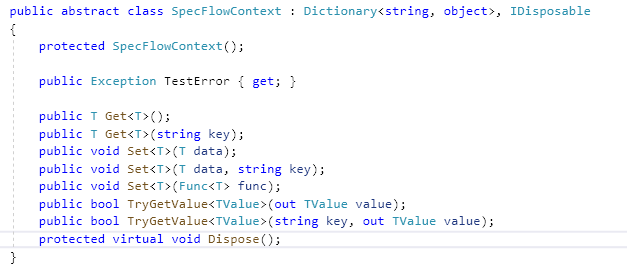 public abstract class SpecFlowContext : Dictionary<string, object>, IDisposable
{
protected SpecFlowContext();
public Exception TestError { get; }
public T Get<T>();
public T Get<T>(string key);
public void Set<T>(T data);
public void Set<T>(T data, string key);
public void Set<T>(Func<T> func);
public bool TryGetValue<TValue>(out TValue value);
public bool TryGetValue<TValue>(string key, out TValue value);
protected virtual void Dispose();
}